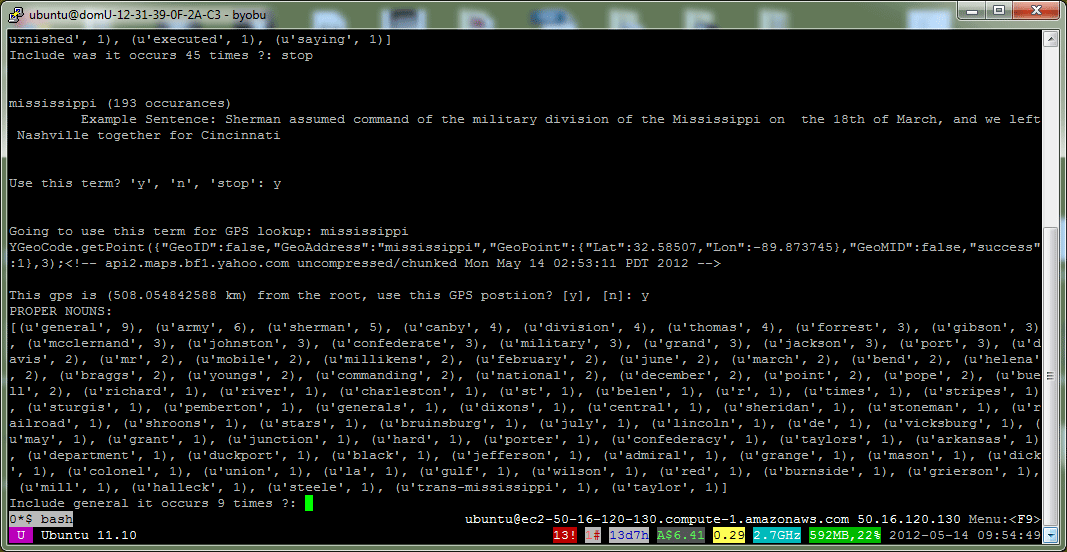 ubuntu@domU-12-31-39-0F-2A-C3 - byobu
urnished', 1), (u'executed', 1), (u'saying', 1)]
Include was it occurs 45 times ?: stop
mississippi (193 occurances)
Example Sentence: Sherman assumed command of the military division of the Mississippi on  the 18th of March, and we left
Nashville together for Cincinnati
Use this term? 'y', 'n', 'stop': y
Going to use this term for GPS lookup: mississippi
YGeoCode.getPoint({"GeoID":false,"GeoAddress":"mississippi","GeoPoint":{"Lat":32.58507,"Lon":-89.873745},"GeoMID":false,"success"
:1},3);<!-- api2.maps.bf1.yahoo.com uncompressed/chunked Mon May 14 02:53:11 PDT 2012 -->
This gps is (508.054842588 km) from the root, use this GPS postiion? [y], [n]: y
PROPER NOUNS:
[(u'general', 9), (u'army', 6), (u'sherman', 5), (u'canby', 4), (u'division', 4), (u'thomas', 4), (u'forrest', 3), (u'gibson', 3)
, (u'mcclernand', 3), (u'johnston', 3), (u'confederate', 3), (u'military', 3), (u'grand', 3), (u'jackson', 3), (u'port', 3), (u'd
avis', 2), (u'mr', 2), (u'mobile', 2), (u'millikens', 2), (u'february', 2), (u'june', 2), (u'march', 2), (u'bend', 2), (u'helena'
, 2), (u'braggs', 2), (u'youngs', 2), (u'commanding', 2), (u'national', 2), (u'december', 2), (u'point', 2), (u'pope', 2), (u'bue
ll', 2), (u'richard', 1), (u'river', 1), (u'charleston', 1), (u'st', 1), (u'belen', 1), (u'r', 1), (u'times', 1), (u'stripes', 1)
, (u'sturgis', 1), (u'pemberton', 1), (u'generals', 1), (u'dixons', 1), (u'central', 1), (u'sheridan', 1), (u'stoneman', 1), (u'r
ailroad', 1), (u'shroons', 1), (u'stars', 1), (u'bruinsburg', 1), (u'july', 1), (u'lincoln', 1), (u'de', 1), (u'vicksburg', 1), (
u'may', 1), (u'grant', 1), (u'junction', 1), (u'hard', 1), (u'porter', 1), (u'confederacy', 1), (u'taylors', 1), (u'arkansas', 1)
, (u'department', 1), (u'duckport', 1), (u'black', 1), (u'jefferson', 1), (u'admiral', 1), (u'grange', 1), (u'mason', 1), (u'dick
', 1), (u'colonel', 1), (u'union', 1), (u'la', 1), (u'gulf', 1), (u'wilson', 1), (u'red', 1), (u'burnside', 1), (u'grierson', 1),
(u'mill', 1), (u'halleck', 1), (u'steele', 1), (u'trans-mississippi', 1), (u'taylor', 1)]
Include general it occurs 9 times ?:
0*$ bash ubuntu@ec2-50-16-120-130.compute-1.amazonaws.com 50.16.120.130 Menu:<F9>
U Ubuntu 11.10 13! 1# 13d7h A$6.41 0.29 2.7GHz 592MB,22% 2012-05-14 09:54:49